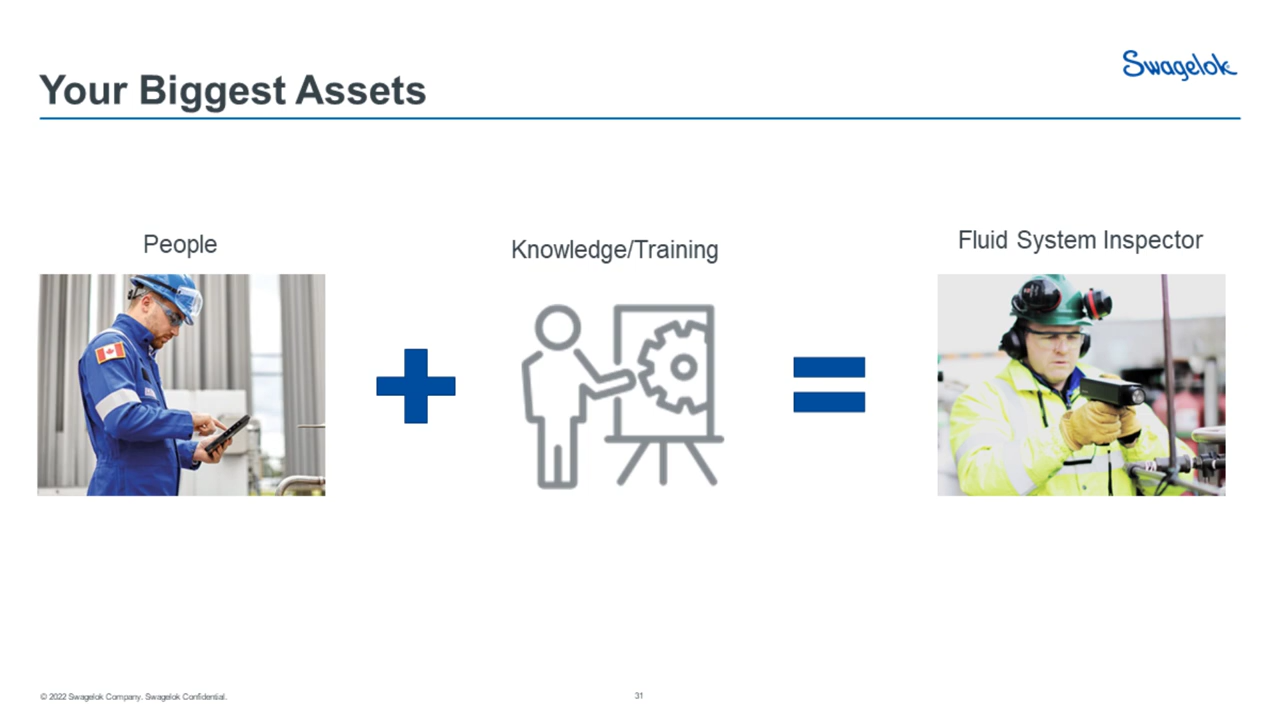 Swagelok
Your Biggest Assets
People
Knowledge/Training
Fluid System Inspector
© 2022 Swagelok Company. Swagelok Confidential.
31